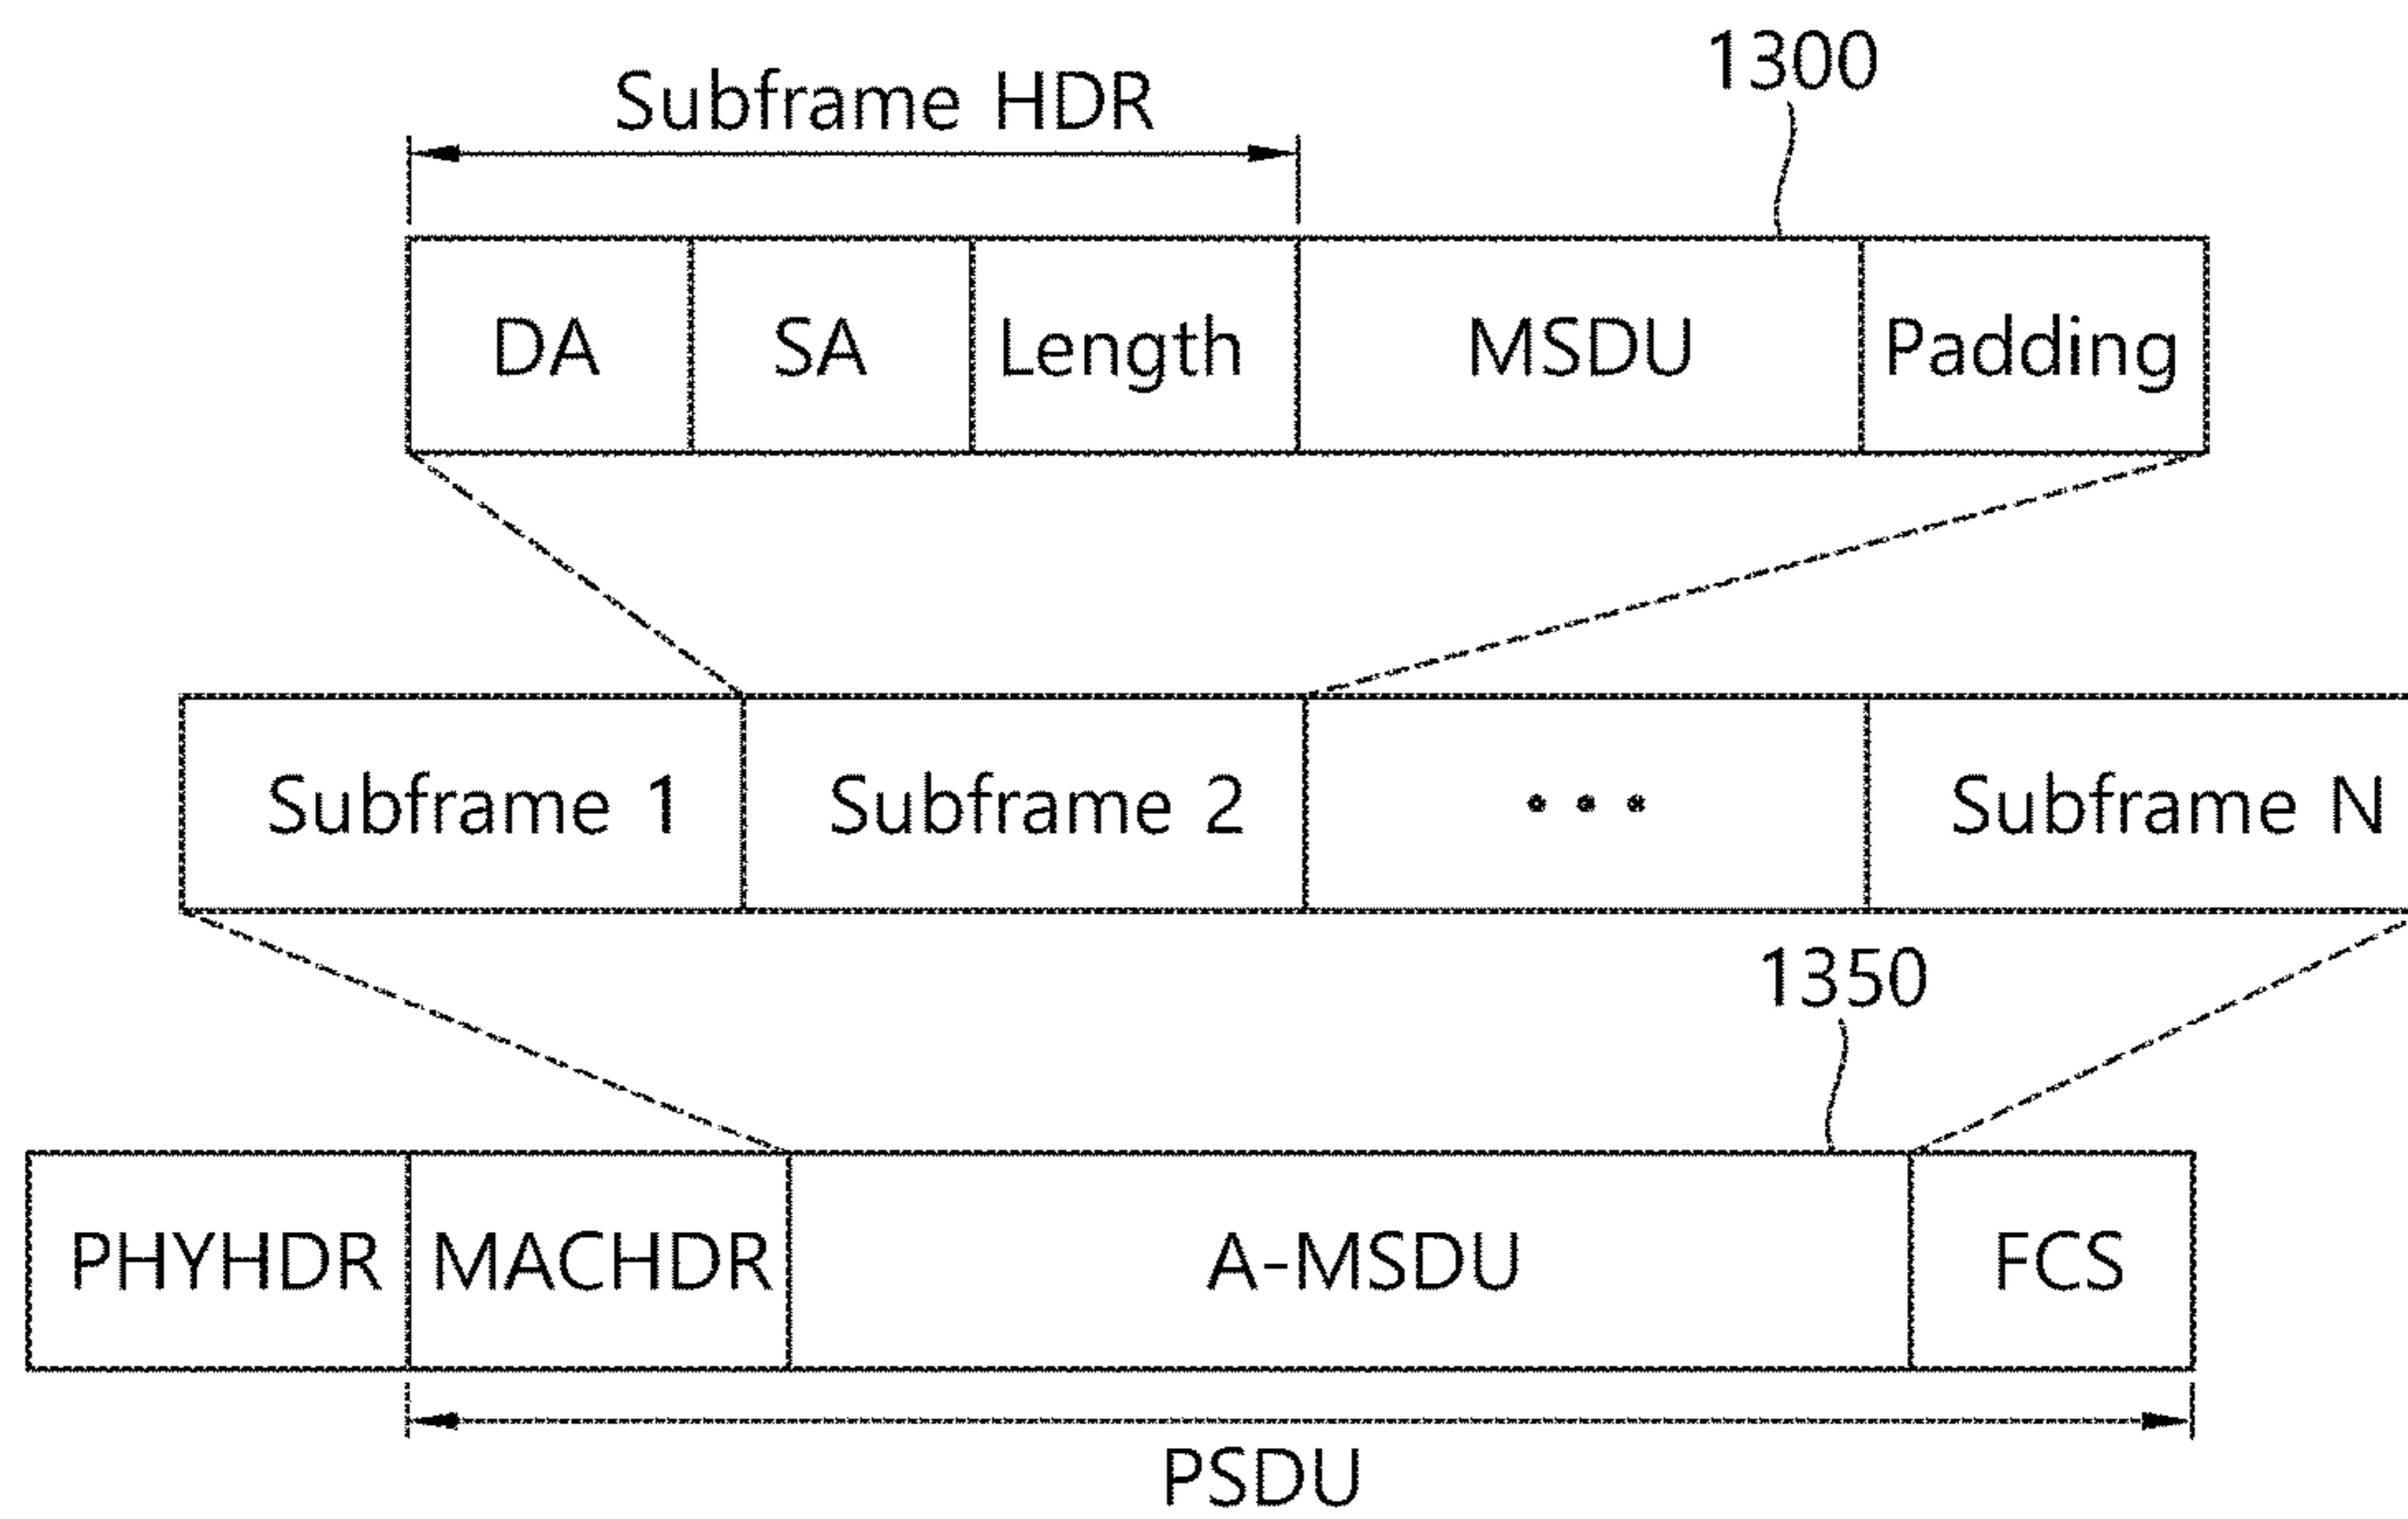 1300
Subframe HDR
DA SA Length MSDU Padding
Subframe 1 Subframe 2 ••• Subframe N
1350
PHYHDR MACHDR A-MSDU FCS
PSDU